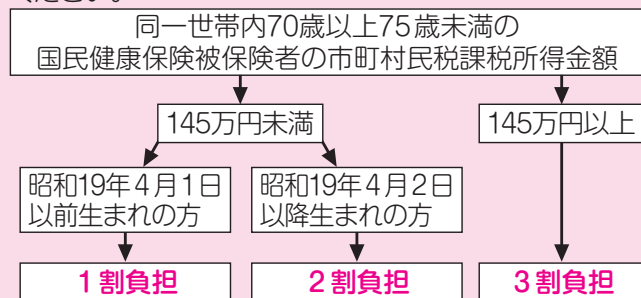 ください。
同一世帯内70歳以上75歳未満の
国民健康保険被保険者の市町村民税課税所得金額
145万円未満
145万円以上
昭和19年4月1日
以前生まれの方
昭和19年4月2日
以降生まれの方
1割負担
2割負担
3割負担